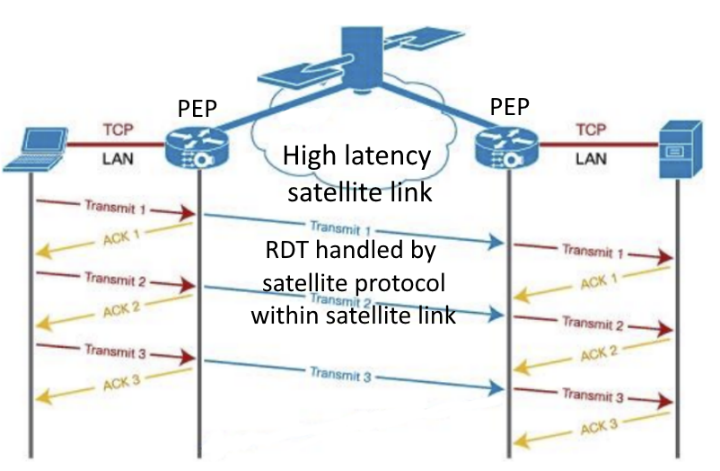 PEP
PEP
TCP
LAN
TCP
LAN
High latency
satellite link
Transmit 1
Transmit 1
Transmit 1
ACK 1
ACK 1
RDT handled by
satellite protocol
within satellite link
Transmit 2
Transmit 2
Transmit 2
ACK 2
ACK 2
Transmit 3
Transmit 3
Transmit 3
ACK 3
ACK 3